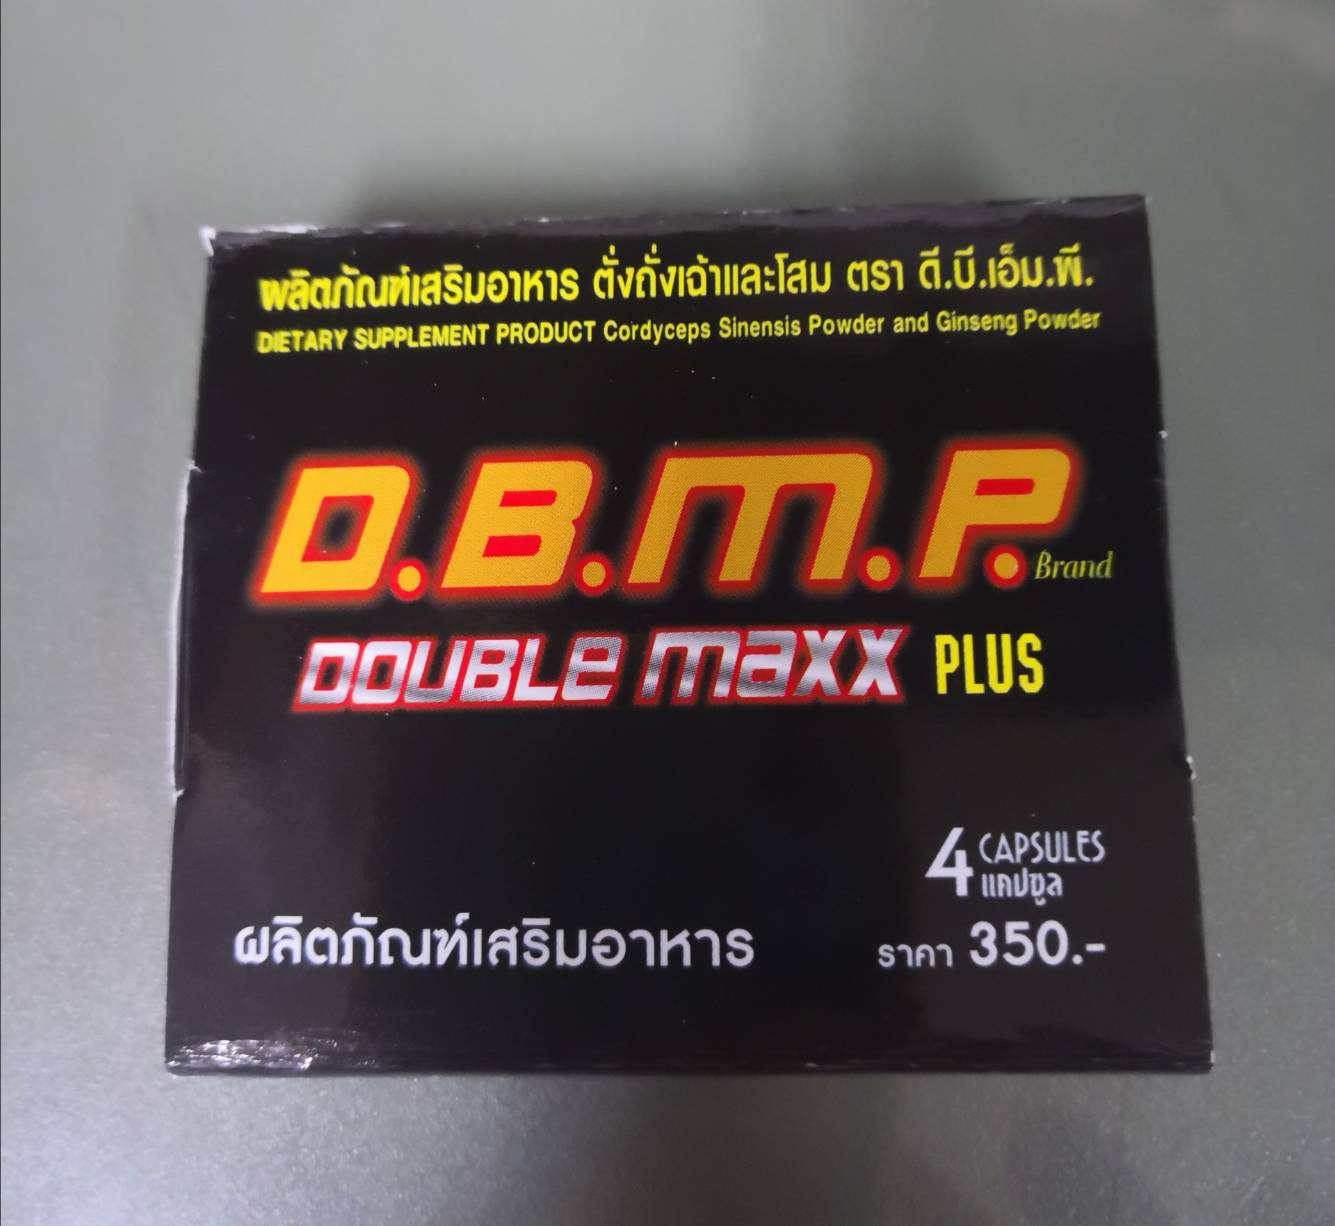 ผลิตภัณฑ์เสริมอาหาร ตั่งถั่งเฉ้าและโสม ตรา ดี.บี.เอ็ม.พี.
DIETARY SUPPLEMENT PRODUCT Cordyceps Sinensis Powder and Ginseng Powder
D.B.M.P. Brand
DOUBLE MAXX PLUS
4 CAPSULES
แคปซูล
ผลิตภัณฑ์เสริมอาหาร
ราคา 350.-